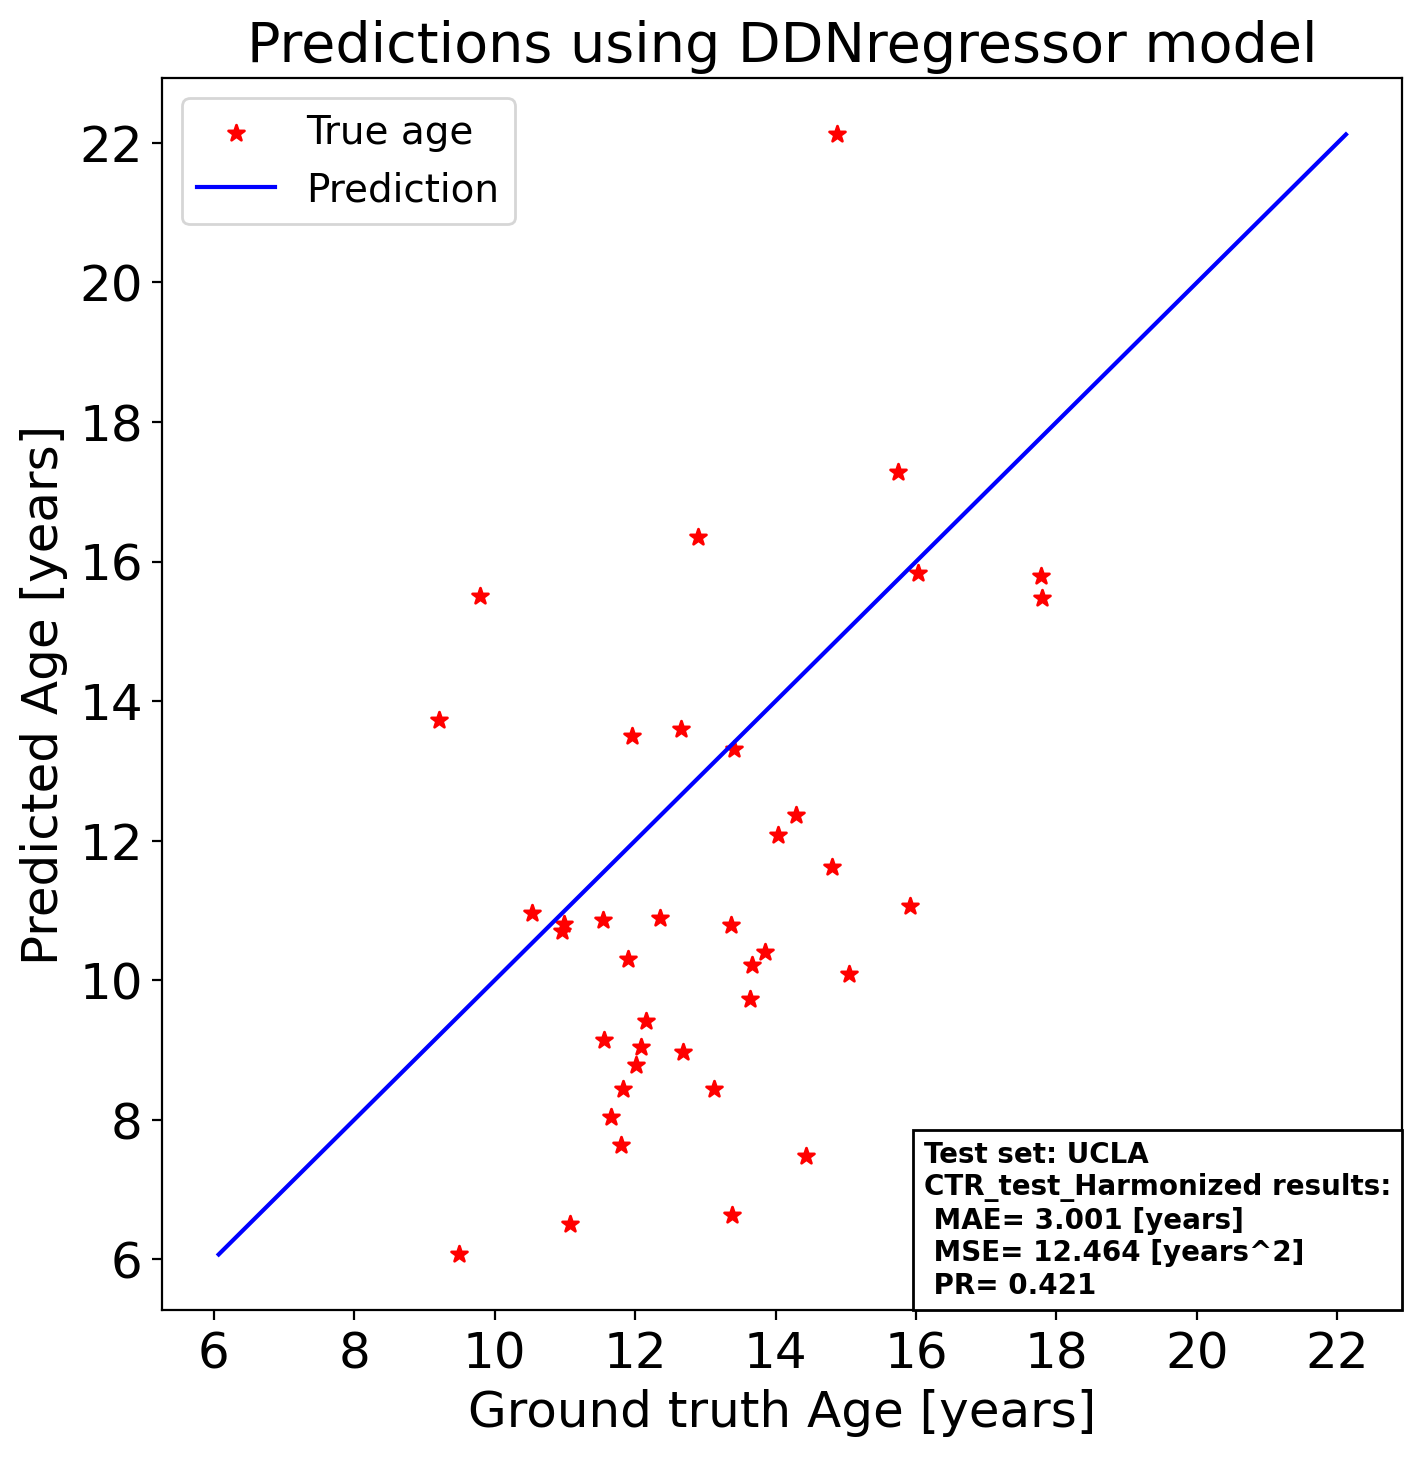 Predictions using DDNregressor model
True age
Prediction
22
20
18
16
14
12
10
8
6
Predicted Age [years]
Test set: UCLA
CTR_test_Harmonized results:
MAE= 3.001 [years]
MSE= 12.464 [years^2]
PR= 0.421
6 8 10 12 14 16 18 20 22
Ground truth Age [years]